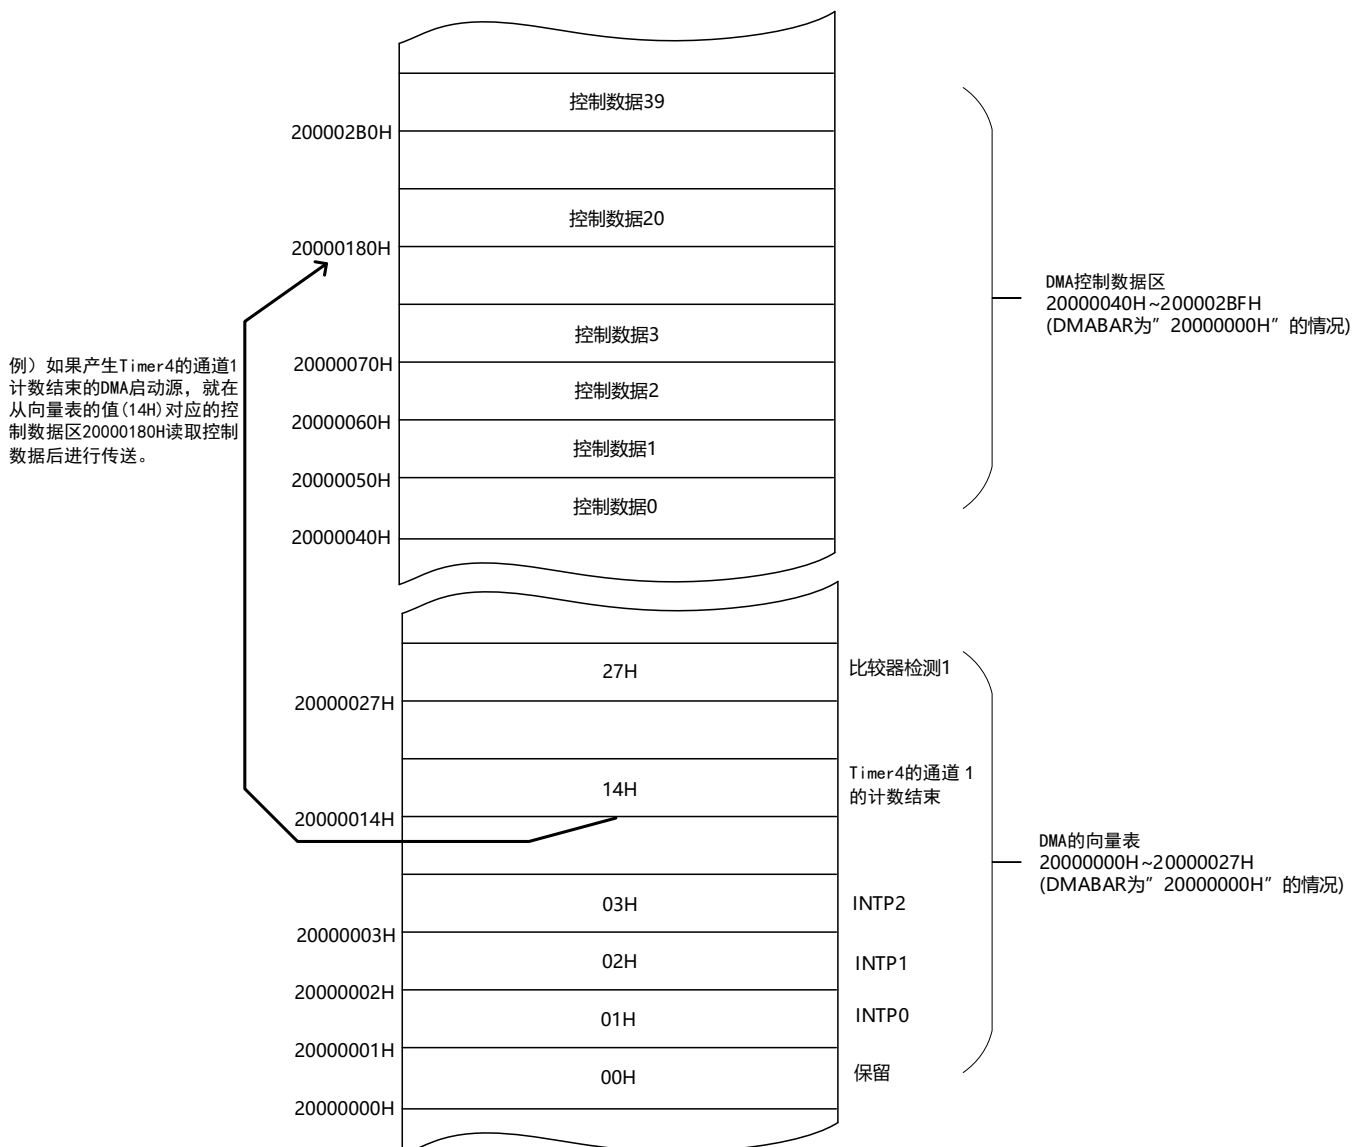 控制数据39
200002B0H
控制数据20
20000180H
控制数据3
20000070H
控制数据2
20000060H
控制数据1
20000050H
控制数据0
20000040H
DMA控制数据区
20000040H~200002BFH
(DMABAR为”20000000H”的情况)
例）如果产生Timer4的通道1
计数结束的DMA启动源，就在
从向量表的值(14H)对应的控
制数据区20000180H读取控制
数据后进行传送。
27H
比较器检测1
20000027H
14H
Timer4的通道 1
的计数结束
20000014H
03H
INTP2
20000003H
02H
INTP1
20000002H
01H
INTP0
20000001H
00H
保留
20000000H
DMA的向量表
20000000H~20000027H
(DMABAR为”20000000H”的情况)